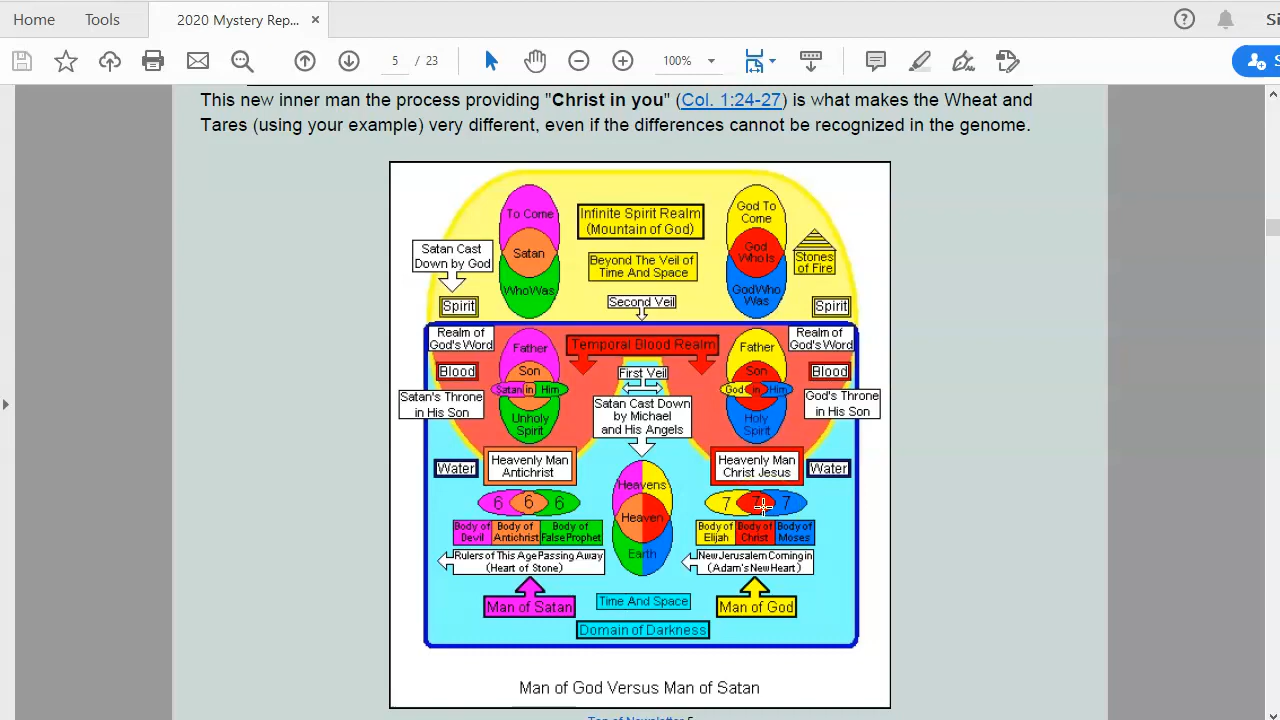 Home
Tools
2020 Mystery Rep...
×
Si
5 / 23
100%
This new inner man the process providing "Christ in you" (Col. 1:24-27) is what makes the Wheat and
Tares (using your example) very different, even if the differences cannot be recognized in the genome.
To Come
Satan
Who Was
Infinite Spirit Realm
(Mountain of God)
God To
Come
God
Who Is
God Who
Was
Satan Cast
Down by God
Beyond The Veil of
Time And Space
Stones
of Fire
Spirit
Second Veil
Spirit
Realm of
God's Word
Father
Son
Satan in Him
Unholy
Spirit
Temporal Blood Realm
Father
Son
God in Him
Holy
Spirit
Realm of
God's Word
Blood
First Veil
Blood
Satan's Throne
in His Son
Satan Cast Down
by Michael
and His Angels
God's Throne
in His Son
Water
Heavenly Man
Antichrist
Heavenly Man
Christ Jesus
Water
6 6 6
Heavens
Heaven
Earth
7 7 7
Body of
Devil
Body of
Antichrist
Body of
False Prophet
Body of
Elijah
Body of
Christ
Body of
Moses
Rulers of This Age Passing Away
(Heart of Stone)
New Jerusalem Coming in
(Adam's New Heart)
Man of Satan
Time And Space
Man of God
Domain of Darkness
Man of God Versus Man of Satan
Top of Newsletter 5